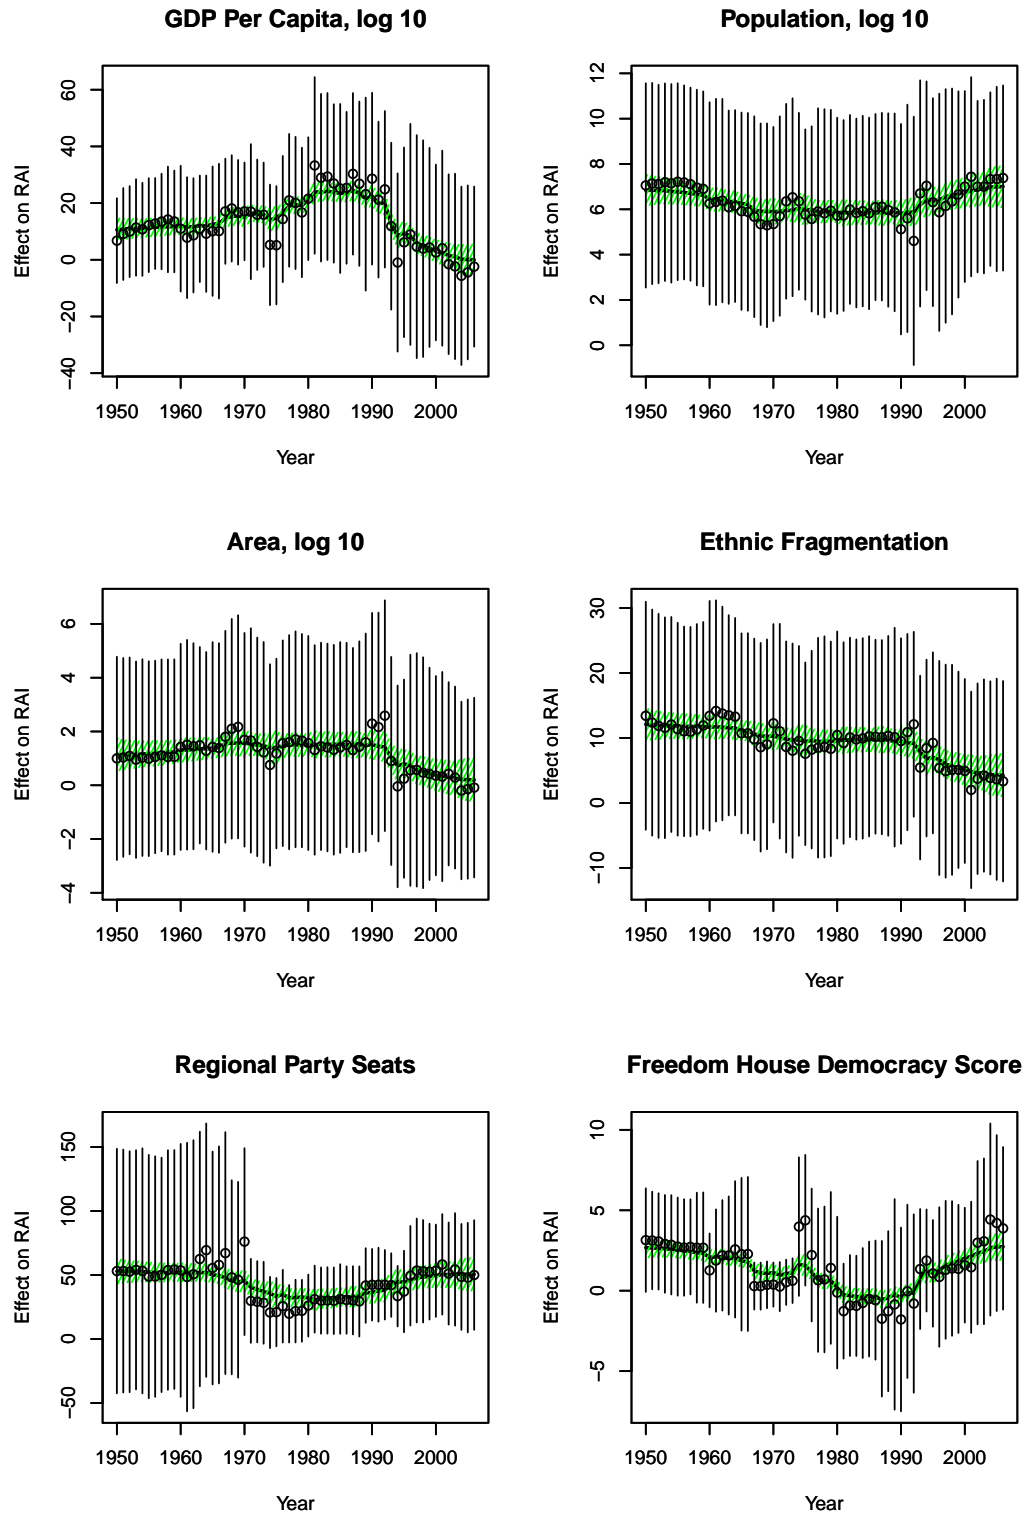 GDP Per Capita, log 10
Effect on RAI
60
40
20
0
−20
−40
1950 1960 1970 1980 1990 2000
Year
Population, log 10
Effect on RAI
12
10
8
6
4
2
0
1950 1960 1970 1980 1990 2000
Year
Area, log 10
Effect on RAI
6
4
2
0
−2
−4
1950 1960 1970 1980 1990 2000
Year
Ethnic Fragmentation
Effect on RAI
30
20
10
0
−10
1950 1960 1970 1980 1990 2000
Year
Regional Party Seats
Effect on RAI
150
100
50
0
−50
1950 1960 1970 1980 1990 2000
Year
Freedom House Democracy Score
Effect on RAI
10
5
0
−5
1950 1960 1970 1980 1990 2000
Year